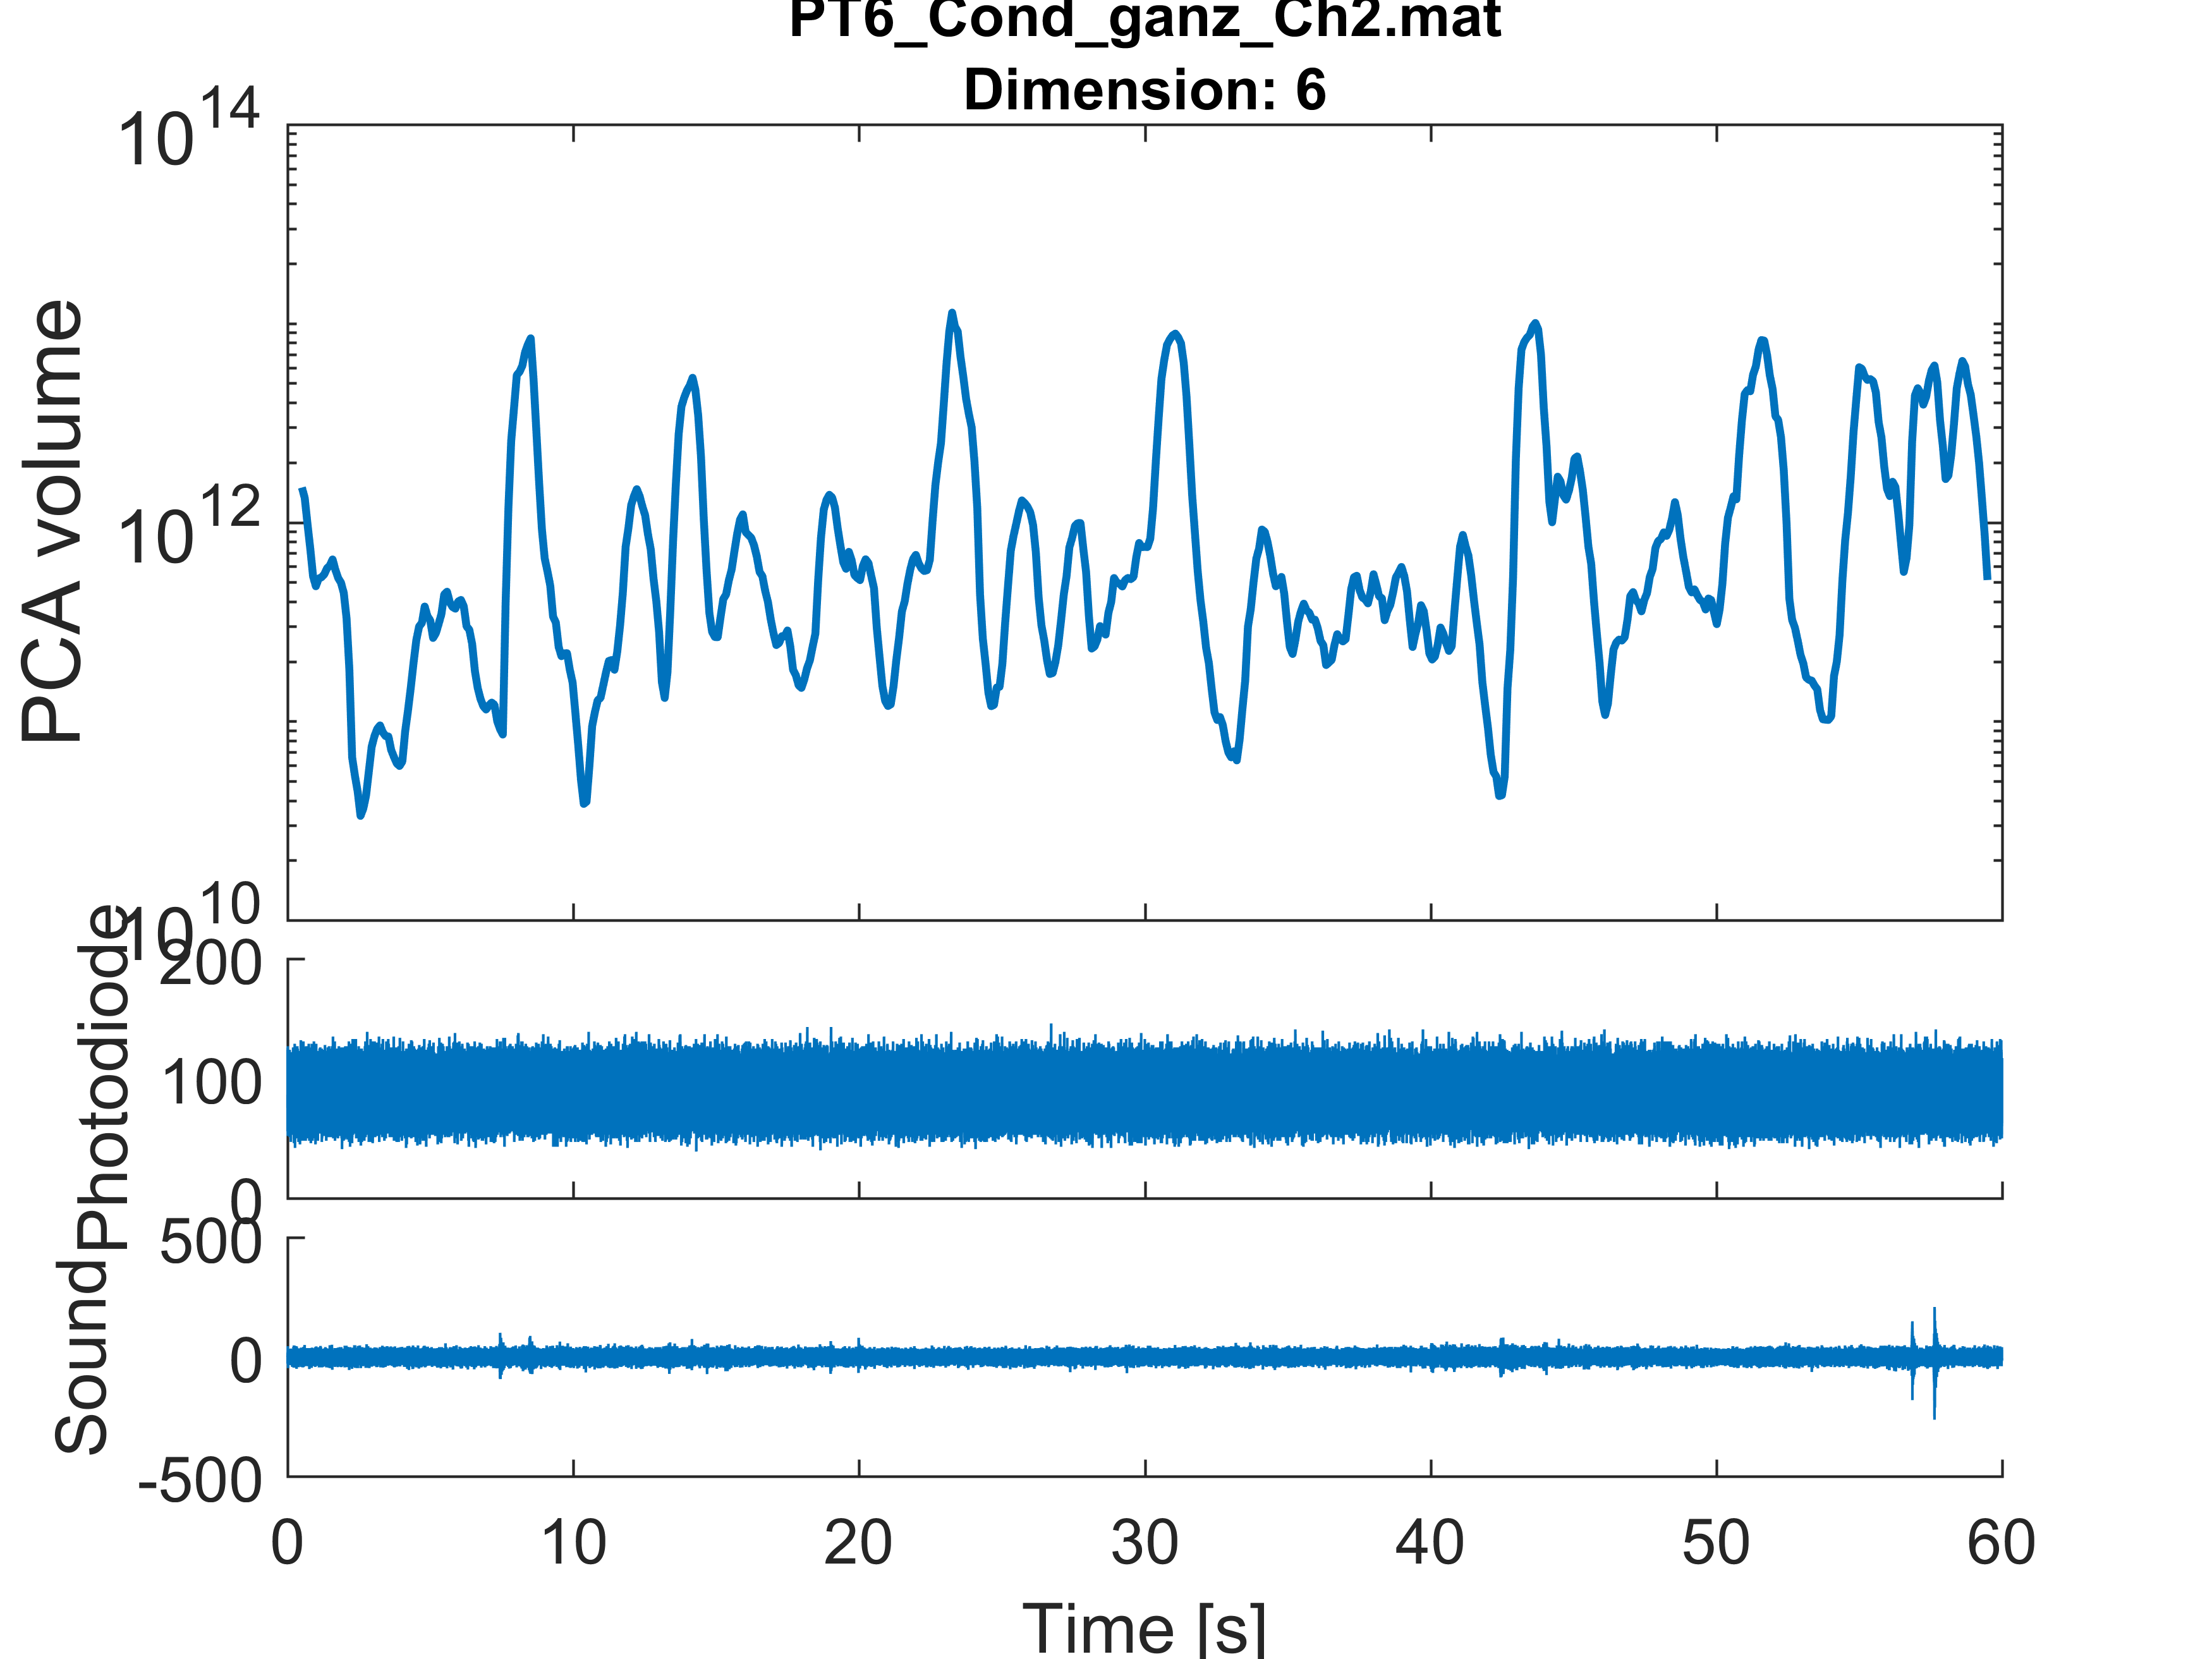 PT6_Cond_ganz_Ch2.mat
Dimension: 6
PCA volume
10^14
10^12
10^10
Photodiode
200
100
0
Sound
500
0
-500
0 10 20 30 40 50 60
Time [s]